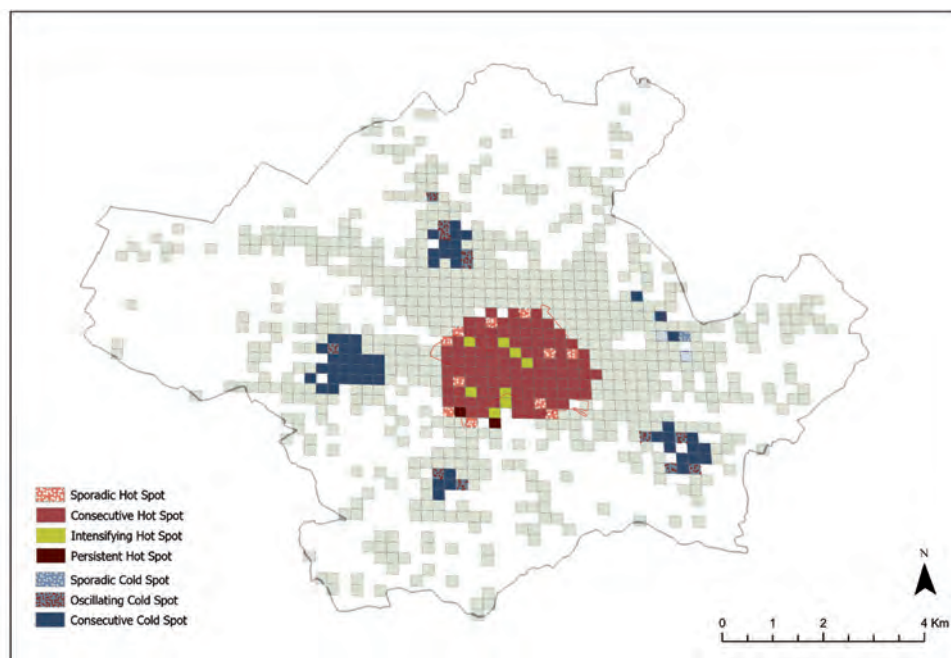 Sporadic Hot Spot
Consecutive Hot Spot
Intensifying Hot Spot
Persistent Hot Spot
Sporadic Cold Spot
Oscillating Cold Spot
Consecutive Cold Spot
N
0 1 2 4 Km